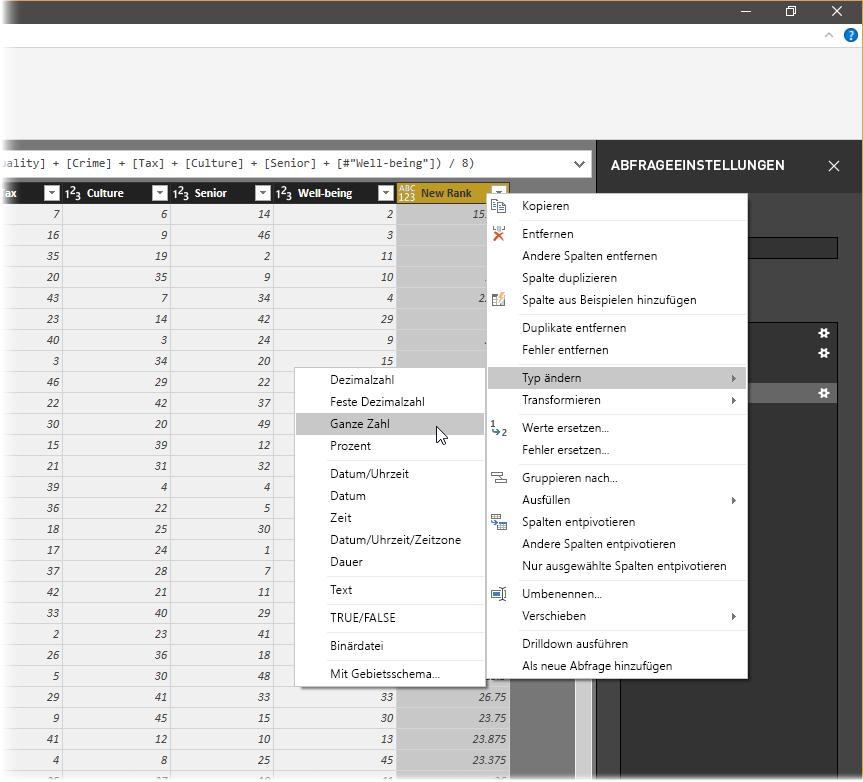 ?
uality] + [Crime] + [Tax] + [Culture] + [Senior] + [#"Well-being"]) / 8)
ABFRAGEEINSTELLUNGEN
Tax 123 Culture 123 Senior 123 Well-being ABC 123 New Rank
7 6 14 2 15.
16 9 46 3
35 19 2 11
20 35 9 10
43 7 34 4
23 14 42 29
40 3 24 9
3 34 20 15
46 29 22
22 42 37
30 20 49
15 39 12
21 31 32
39 4 4
36 22 5
18 25 30
17 24 1
37 28 7
42 21 11
33 40 29
2 23 41
26 36 18
5 30 48
29 41 33 33 26.75
9 45 15 30 23.75
41 12 10 13 23.875
4 8 25 45 23.375
Kopieren
Entfernen
Andere Spalten entfernen
Spalte duplizieren
Spalte aus Beispielen hinzufügen
Duplikate entfernen
Fehler entfernen
Typ ändern
Transformieren
Werte ersetzen...
Fehler ersetzen...
Gruppieren nach...
Ausfüllen
Spalten entpivotieren
Andere Spalten entpivotieren
Nur ausgewählte Spalten entpivotieren
Umbenennen...
Verschieben
Drilldown ausführen
Als neue Abfrage hinzufügen
Dezimalzahl
Feste Dezimalzahl
Ganze Zahl
Prozent
Datum/Uhrzeit
Datum
Zeit
Datum/Uhrzeit/Zeitzone
Dauer
Text
TRUE/FALSE
Binärdatei
Mit Gebietsschema...